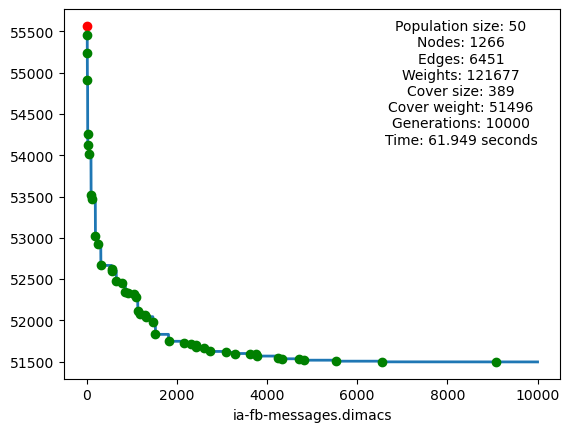 Population size: 50
Nodes: 1266
Edges: 6451
Weights: 121677
Cover size: 389
Cover weight: 51496
Generations: 10000
Time: 61.949 seconds
55500
55000
54500
54000
53500
53000
52500
52000
51500
0 2000 4000 6000 8000 10000
ia-fb-messages.dimacs